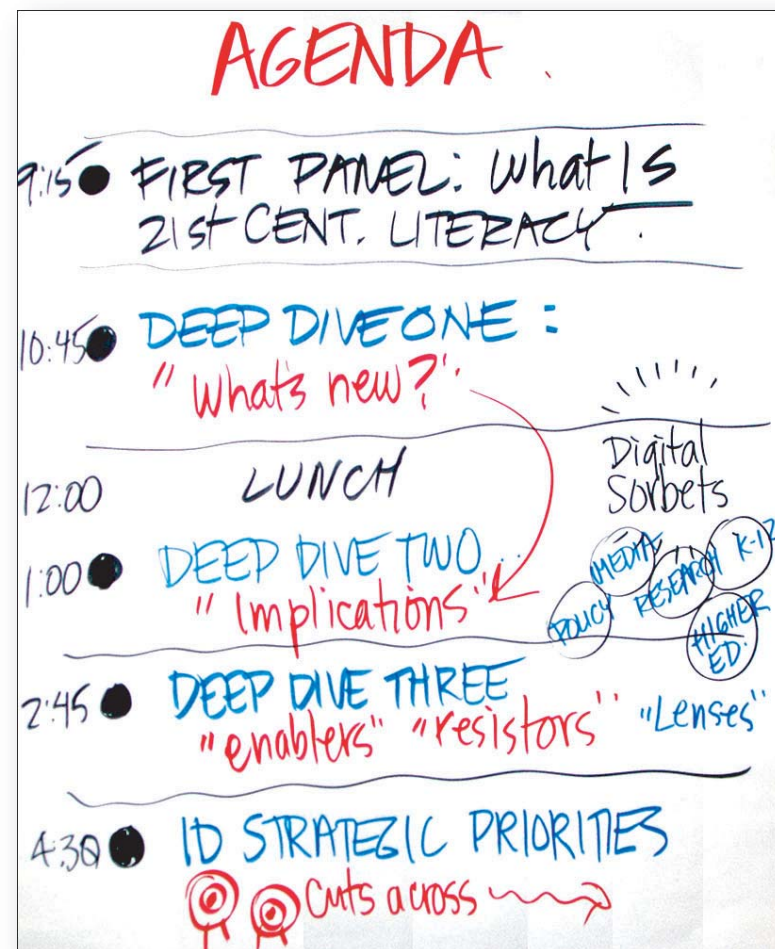 AGENDA
9:15 FIRST PANEL: What IS
21st CENT. LITERACY.
10:45 DEEP DIVE ONE:
"What's new?"
12:00 LUNCH
Digital
Sorbets
1:00 DEEP DIVE TWO
"Implications"
MEDIA
RESEARCH
K-12
POLICY
HIGHER
ED.
2:45 DEEP DIVE THREE
"enablers" "resistors" "Lenses"
4:30 ID STRATEGIC PRIORITIES
Cuts across